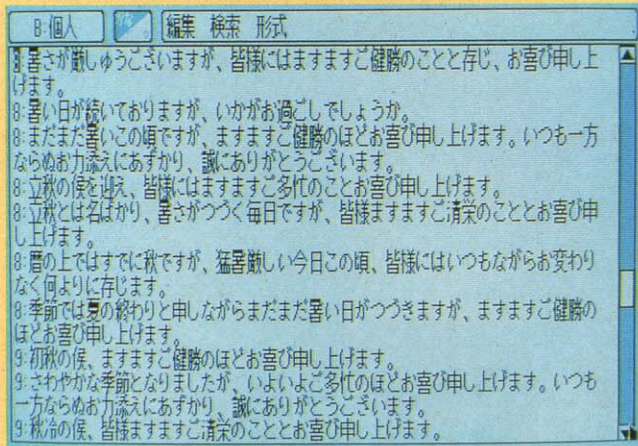 B:個人 編集 検索 形式
8:暑さが厳しゅうございますが、皆様にはますますご健勝のことと存じ、お喜び申し上
げます。
8:暑い日が続いておりますが、いかがお過ごしでしょうか。
8:まだまだ暑いこの頃ですが、ますますご健勝のほどお喜び申し上げます。いつも一方
ならぬお力添えにあずかり、誠にありがとうございます。
8:立秋の候を迎え、皆様にはますますご多忙のことお喜び申し上げます。
8:立秋とは名ばかり、暑さがつづく毎日ですが、皆様ますますご清栄のこととお喜び申
し上げます。
8:暦の上ではすでに秋ですが、猛暑厳しい今日この頃、皆様にはいつもながらお変わり
なく何よりに存じます。
8:季節では夏の終わりと申しながらまだまだ暑い日がつづきますが、ますますご健勝の
ほどお喜び申し上げます。
9:初秋の候、ますますご健勝のほどお喜び申し上げます。
9:さわやかな季節となりましたが、いよいよご多忙のほどお喜び申し上げます。いつも
一方ならぬお力添えにあずかり、誠にありがとうございます。
9:秋冷の候、皆様ますますご清栄のこととお喜び申し上げます。